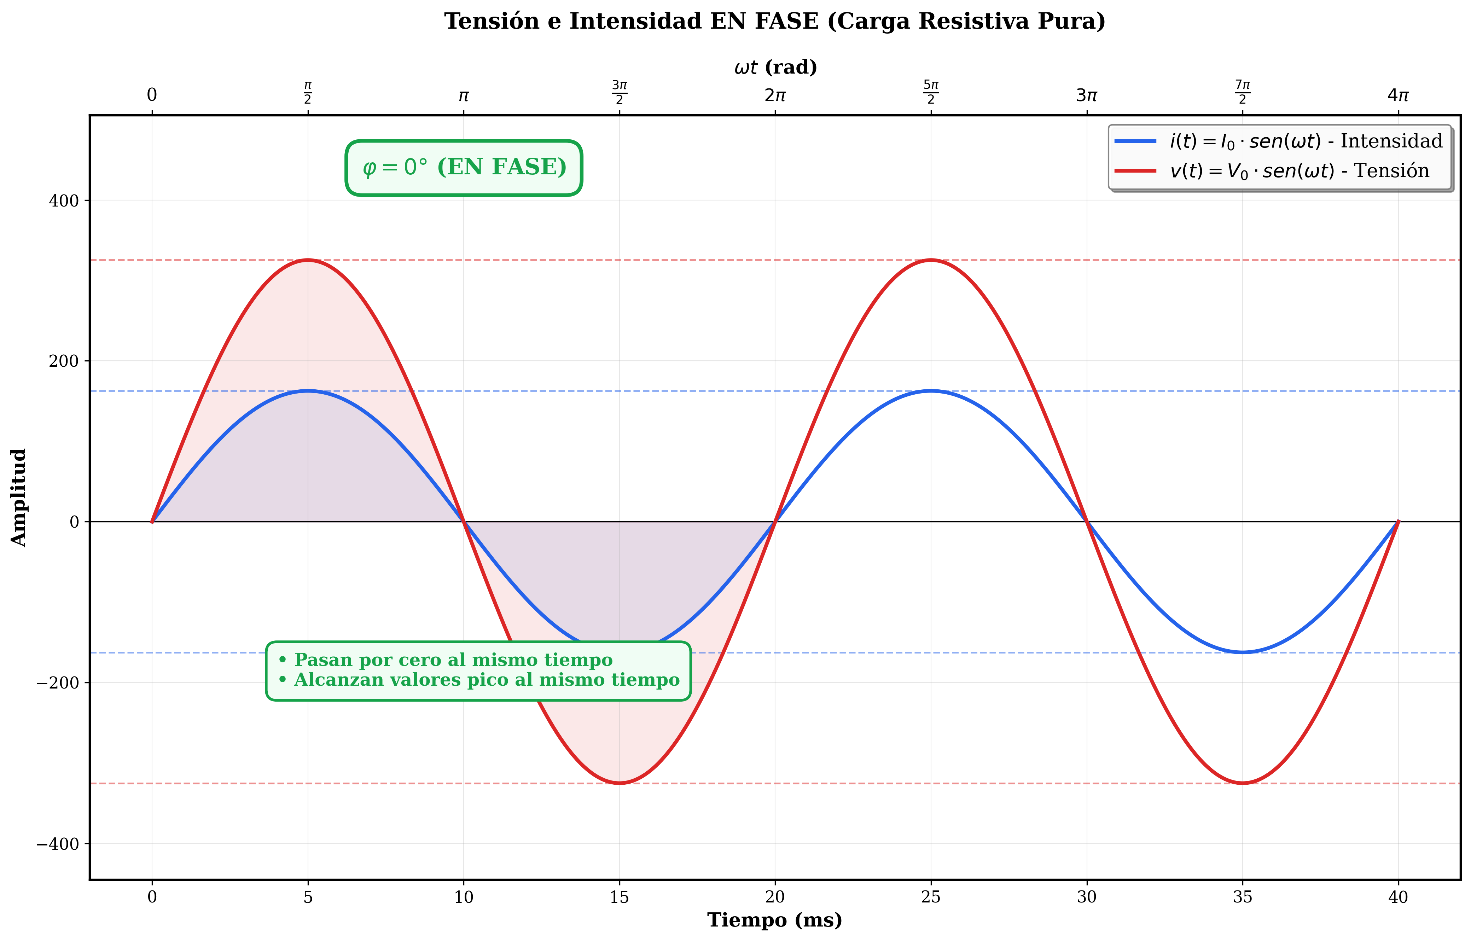 Tensión e Intensidad EN FASE (Carga Resistiva Pura)
ωt (rad)
0 π/2 π 3π/2 2π 5π/2 3π 7π/2 4π
φ = 0° (EN FASE)
i(t) = I₀ · sen(ωt) - Intensidad
v(t) = V₀ · sen(ωt) - Tensión
400
200
0
−200
−400
Amplitud
• Pasan por cero al mismo tiempo
• Alcanzan valores pico al mismo tiempo
0 5 10 15 20 25 30 35 40
Tiempo (ms)